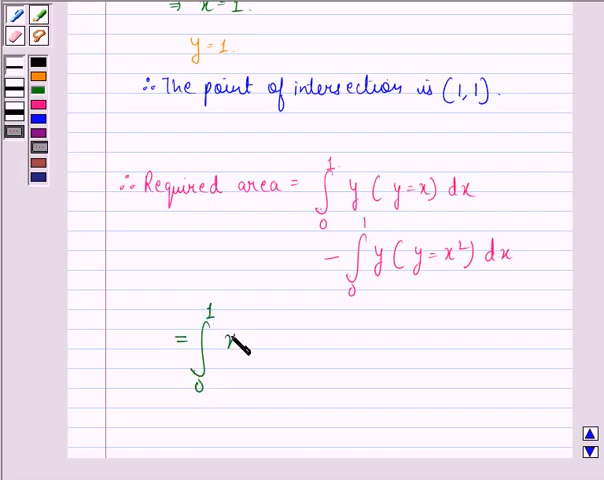 ⇒ x = 1.
y = 1.
∴ The point of intersection is (1, 1).
∴ Required area = ∫₀¹ y ( y = x ) dx
− ∫₀¹ y ( y = x² ) dx
= ∫₀¹ x